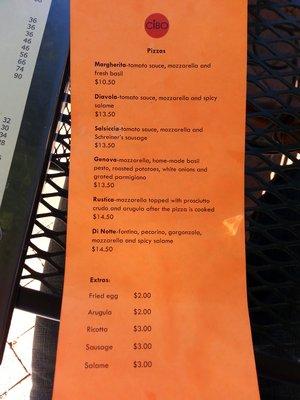 36
36
36
46
46
56
66
74
90
32
30
34
CIBO
Pizzas
Margherita-tomato sauce, mozzarella and
fresh basil
$10.50
Diavola-tomato sauce, mozzarella and spicy
salame
$13.50
Salsiccia-tomato sauce, mozzarella and
Schreiner's sausage
$13.50
Genova-mozzarella, home-made basil
pesto, roasted potatoes, white onions and
grated parmigiano
$13.50
Rustica-mozzarella topped with prosciutto
crudo and arugula after the pizza is cooked
$14.50
Di Notte-fontina, pecorino, gorgonzola,
mozzarella and spicy salame
$14.50
Extras:
Fried egg $2.00
Arugula $2.00
Ricotta $3.00
Sausage $3.00
Salame $3.00